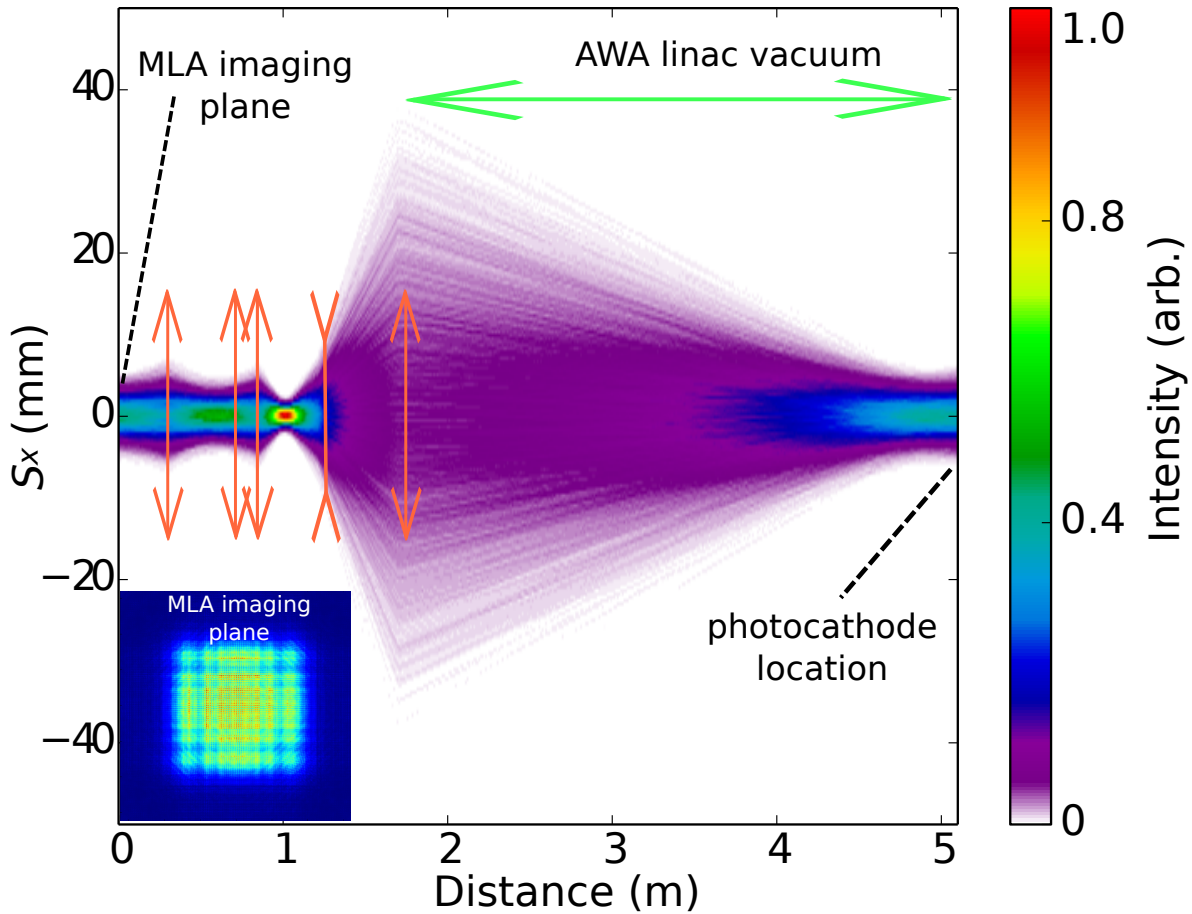 MLA imaging
plane
AWA linac vacuum
40
20
0
−20
−40
Sx (mm)
MLA imaging
plane
photocathode
location
0
1
2
3
4
5
Distance (m)
1.0
0.8
0.4
0
Intensity (arb.)